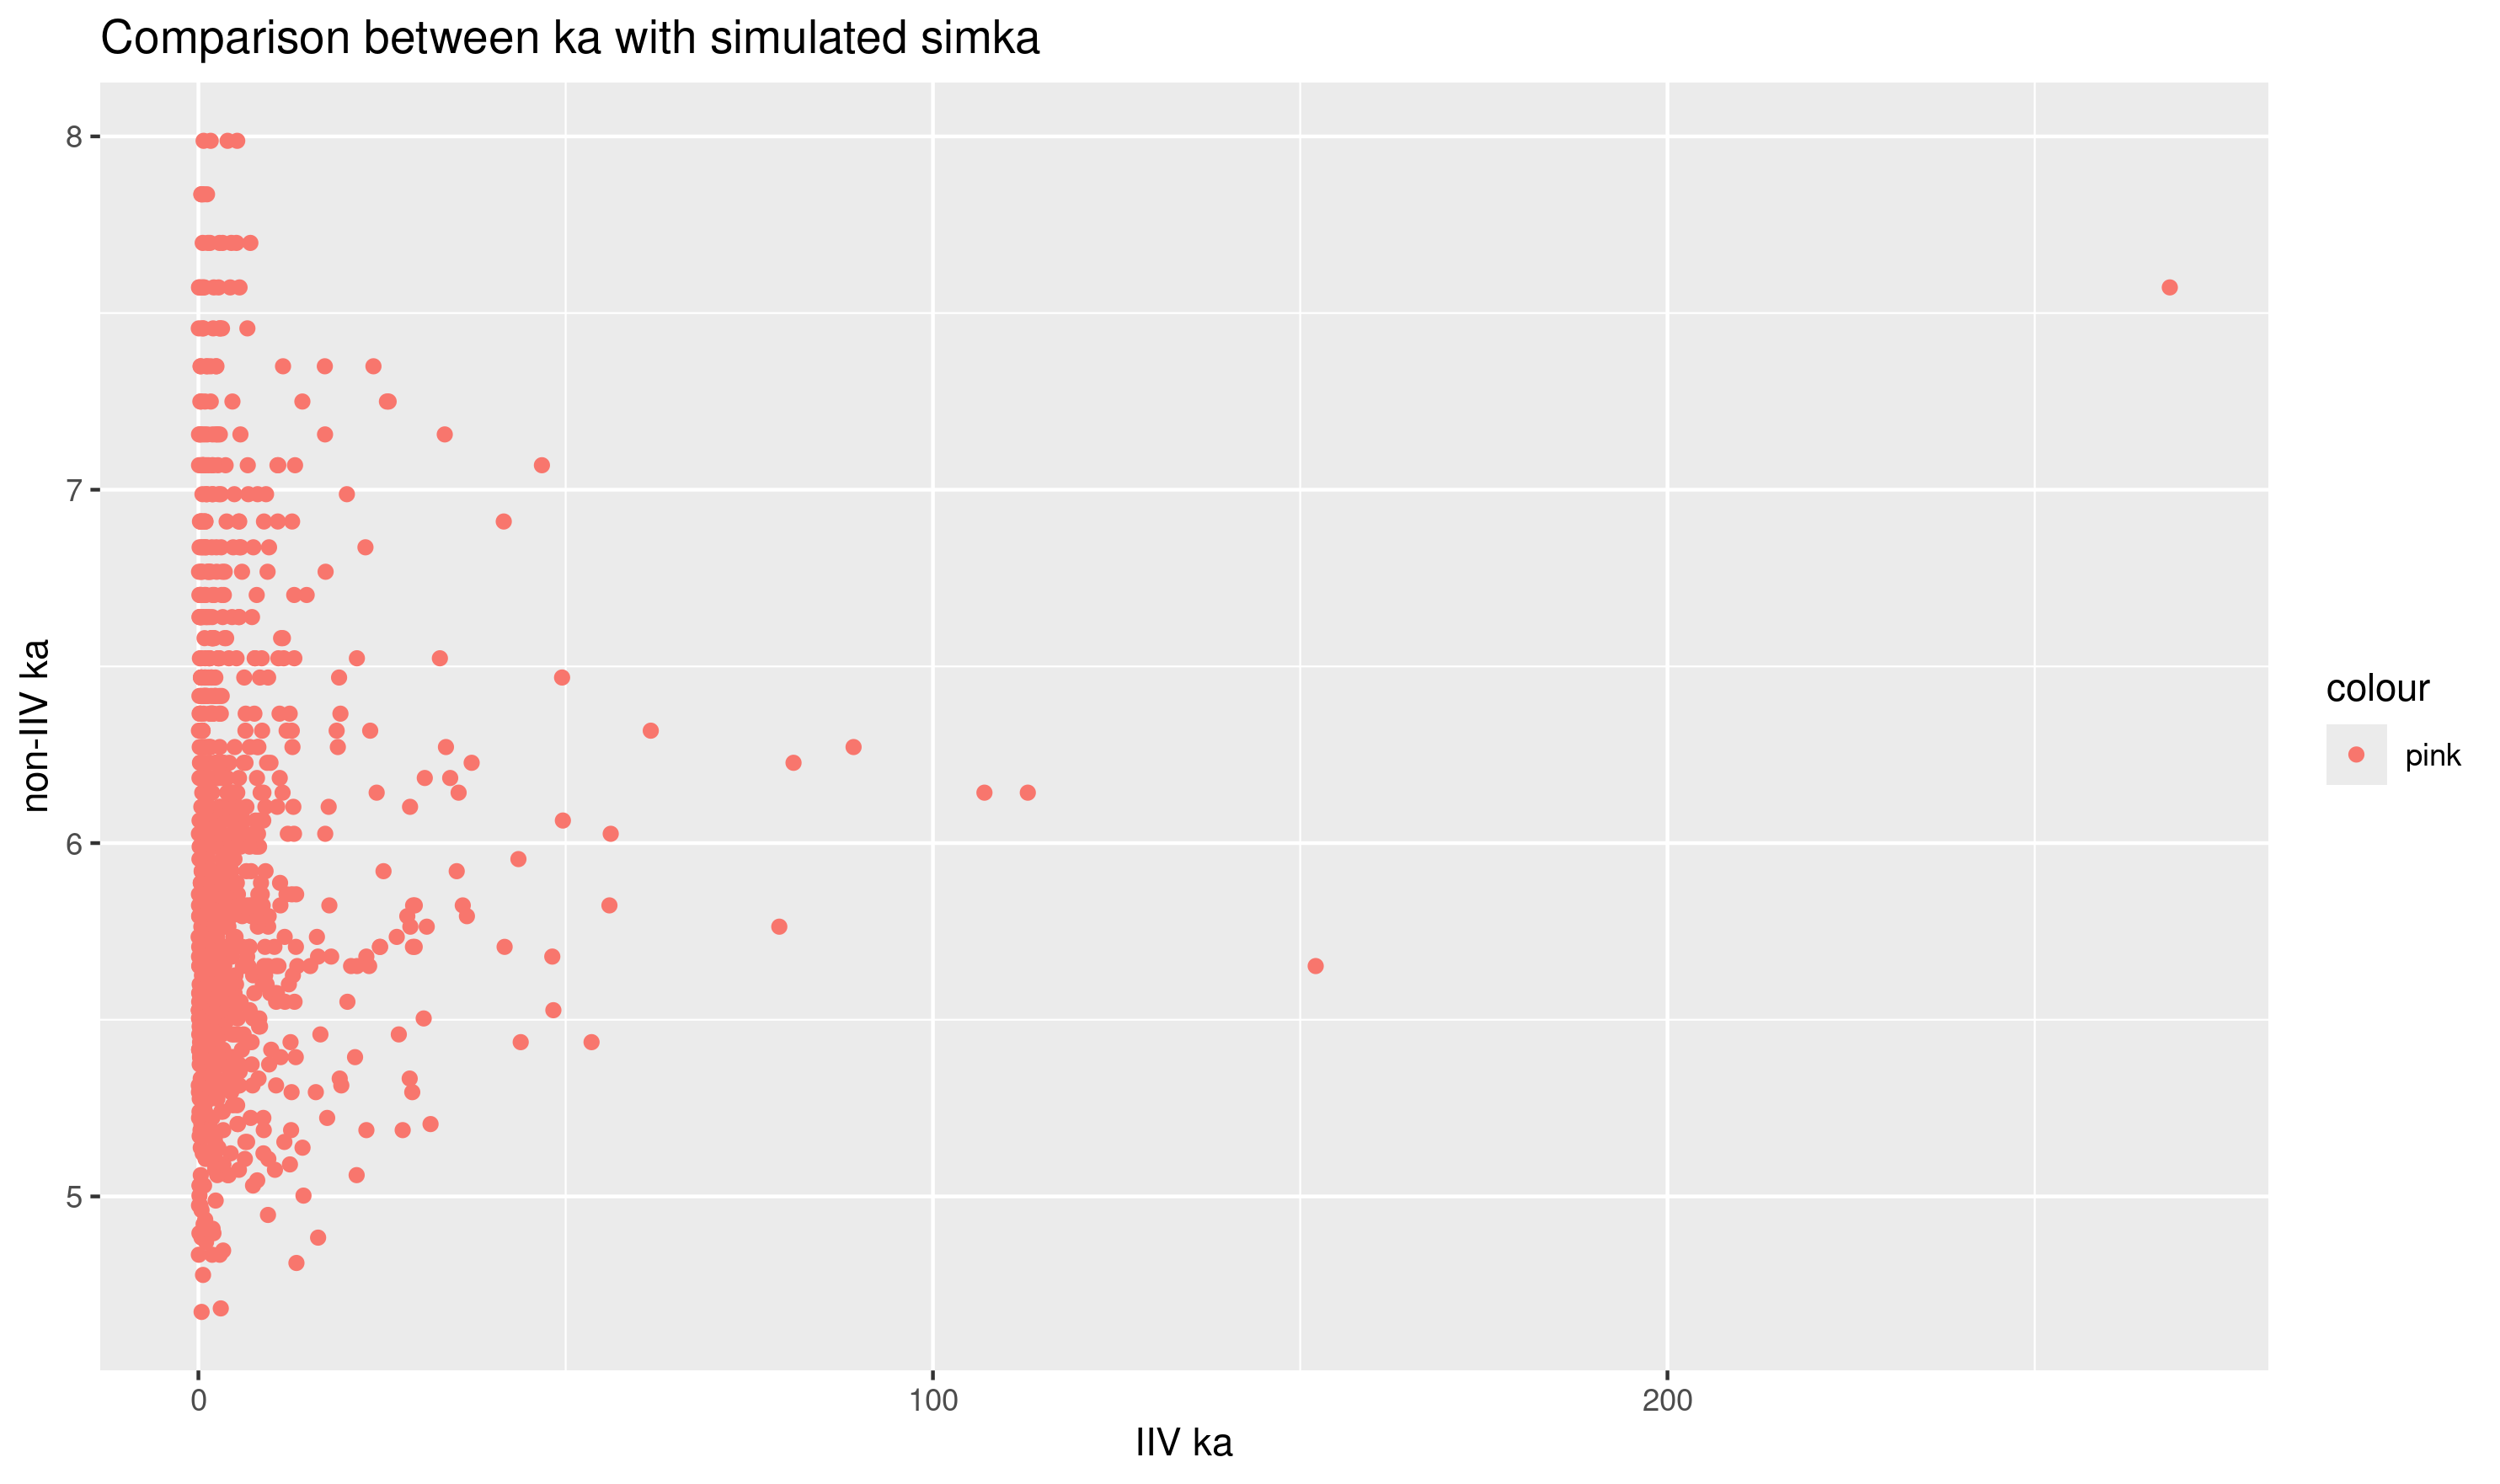 Comparison between ka with simulated simka
8
7
6
5
non-IIV ka
0
100
200
IIV ka
colour
pink